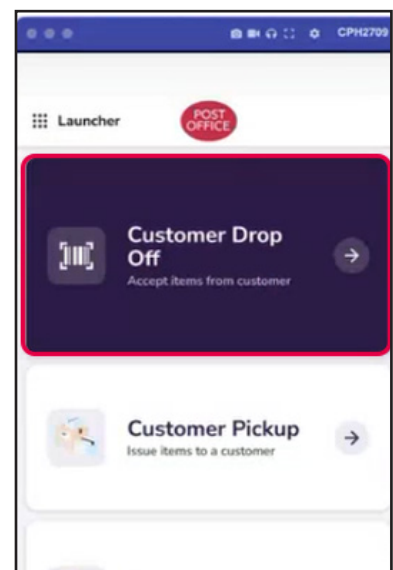 CPH2709
Launcher
POST
OFFICE
Customer Drop
Off
Accept items from customer
Customer Pickup
Issue items to a customer